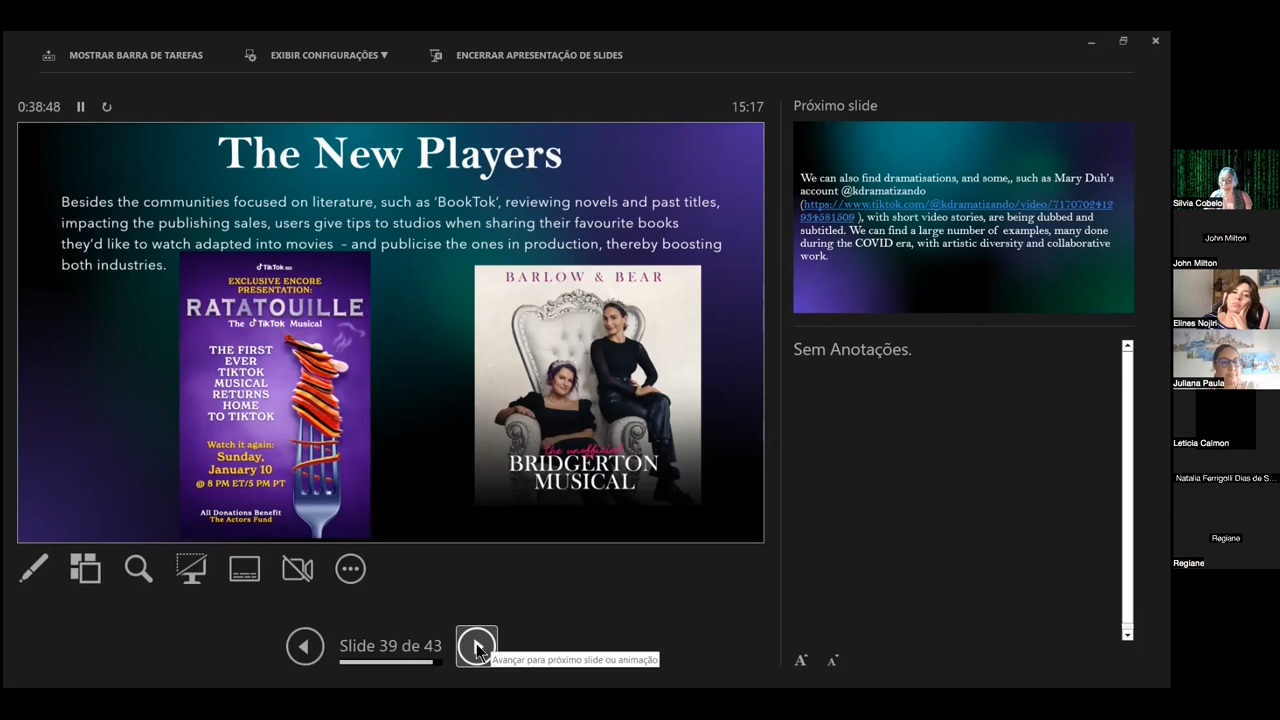 MOSTRAR BARRA DE TAREFAS
EXIBIR CONFIGURAÇÕES ▼
ENCERRAR APRESENTAÇÃO DE SLIDES
0:38:48
15:17
The New Players
Besides the communities focused on literature, such as ‘BookTok’, reviewing novels and past titles,
impacting the publishing sales, users give tips to studios when sharing their favourite books
they’d like to watch adapted into movies – and publicise the ones in production, thereby boosting
both industries.
TikTok
EXCLUSIVE ENCORE
PRESENTATION:
RATATOUILLE
The TikTok Musical
THE FIRST
EVER
TIKTOK
MUSICAL
RETURNS
HOME
TO TIKTOK
Watch it again:
Sunday,
January 10
@ 8 PM ET/5 PM PT
All Donations Benefit
The Actors Fund
BARLOW & BEAR
the unofficial
BRIDGERTON
MUSICAL
Slide 39 de 43
Avançar para próximo slide ou animação
Próximo slide
We can also find dramatisations, and some,, such as Mary Duh’s
account @kdramatizando
(https://www.tiktok.com/@kdramatizando/video/7170702412
934581509 ), with short video stories, are being dubbed and
subtitled. We can find a large number of examples, many done
during the COVID era, with artistic diversity and collaborative
work.
Sem Anotações.
A A
Silvia Cobelo
John Milton
John Milton
Elines Nojiri
Juliana Paula
Leticia Calmon
Natalia Ferrigolli Dias de S...
Regiane
Regiane